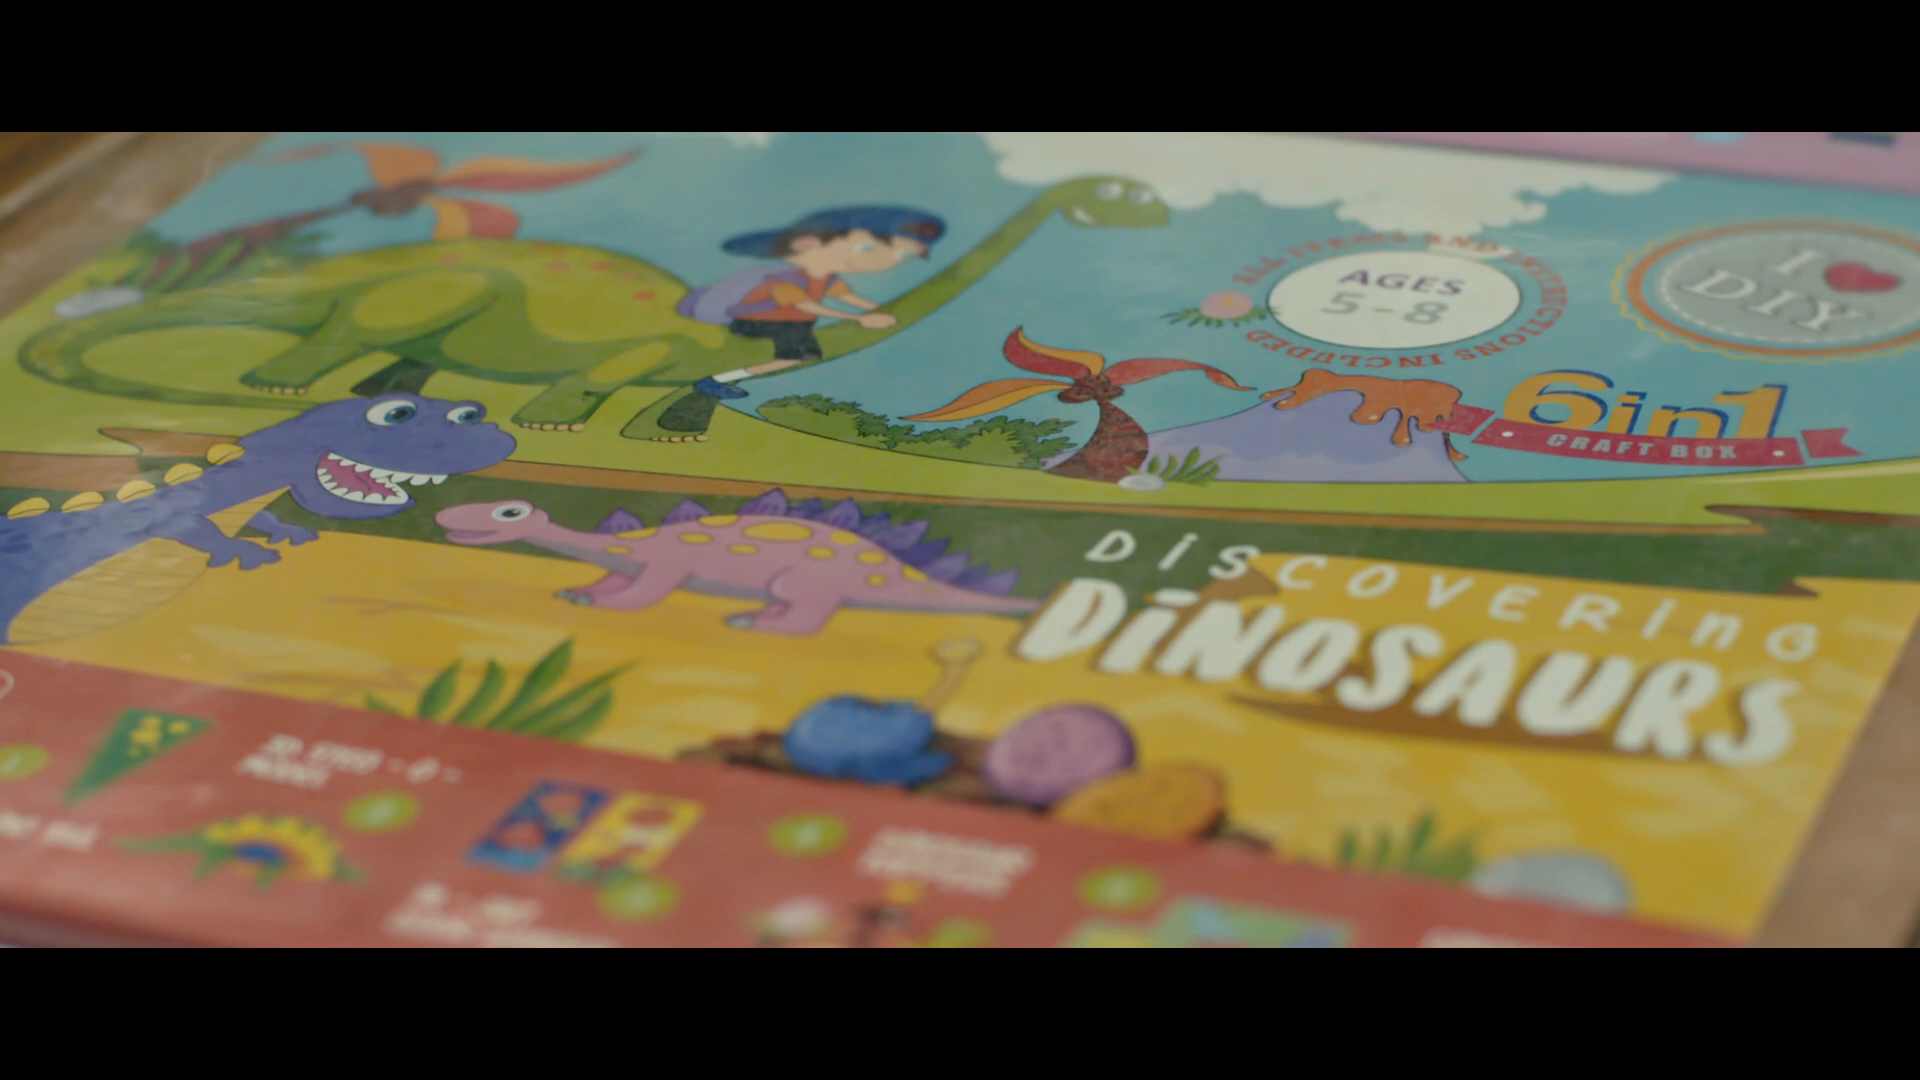 ALL ITEMS AND INSTRUCTIONS INCLUDED
AGES
5-8
I
DIY
6in1
CRAFT BOX
DiSCOVERInG
DiNOSAURS